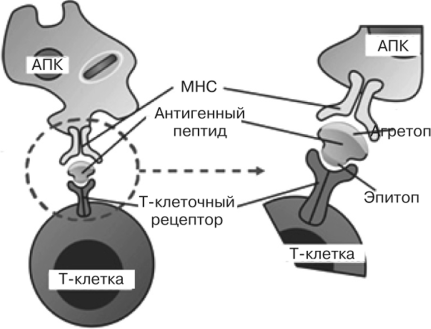 АПК
АПК
МНС
Антигенный
пептид
Агретоп
Эпитоп
Т-клеточный
рецептор
Т-клетка
Т-клетка